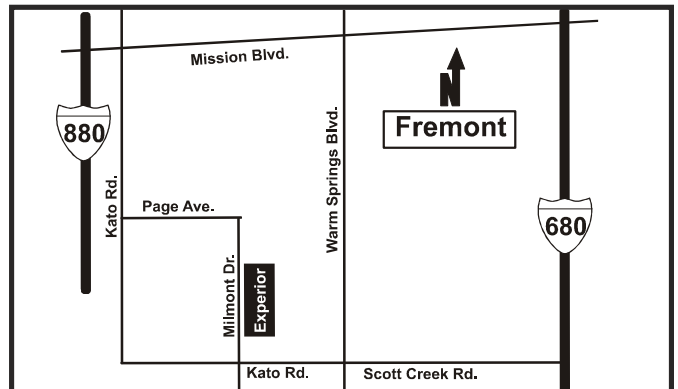 Mission Blvd.
N
Fremont
880
Kato Rd.
Page Ave.
Warm Springs Blvd.
680
Milmont Dr.
Experior
Kato Rd.
Scott Creek Rd.